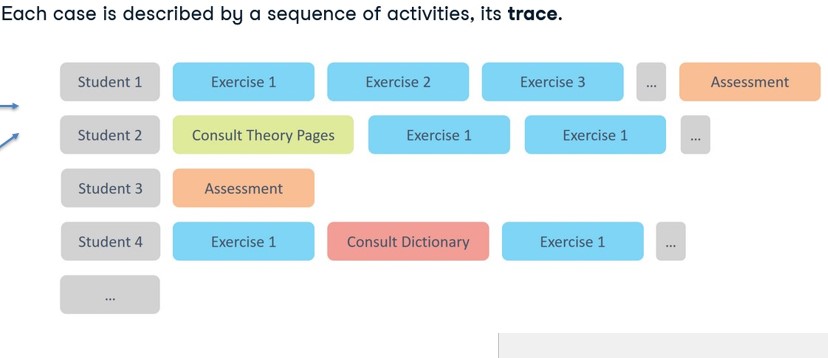 Each case is described by a sequence of activities, its trace.
Student 1 Exercise 1 Exercise 2 Exercise 3 ... Assessment
Student 2 Consult Theory Pages Exercise 1 Exercise 1 ...
Student 3 Assessment
Student 4 Exercise 1 Consult Dictionary Exercise 1 ...
...